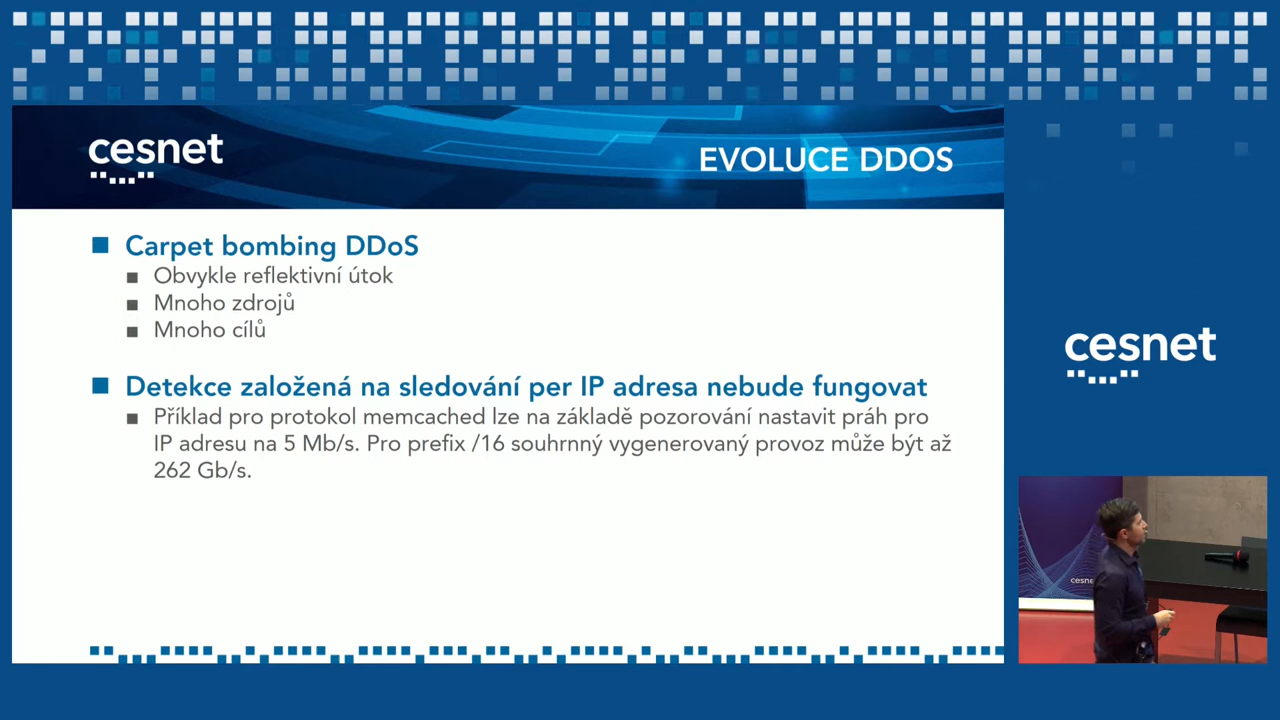 cesnet
EVOLUCE DDOS
Carpet bombing DDoS
Obvykle reflektivní útok
Mnoho zdrojů
Mnoho cílů
Detekce založená na sledování per IP adresa nebude fungovat
Příklad pro protokol memcached lze na základě pozorování nastavit práh pro
IP adresu na 5 Mb/s. Pro prefix /16 souhrnný vygenerovaný provoz může být až
262 Gb/s.
cesnet
cesne